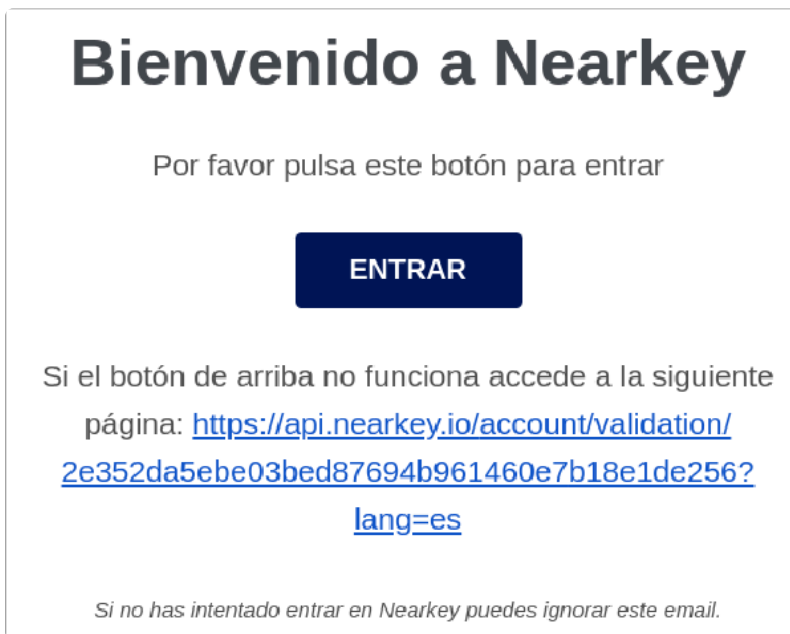 Bienvenido a Nearkey
Por favor pulsa este botón para entrar
ENTRAR
Si el botón de arriba no funciona accede a la siguiente
página: https://api.nearkey.io/account/validation/
2e352da5ebe03bed87694b961460e7b18e1de256?
lang=es
Si no has intentado entrar en Nearkey puedes ignorar este email.